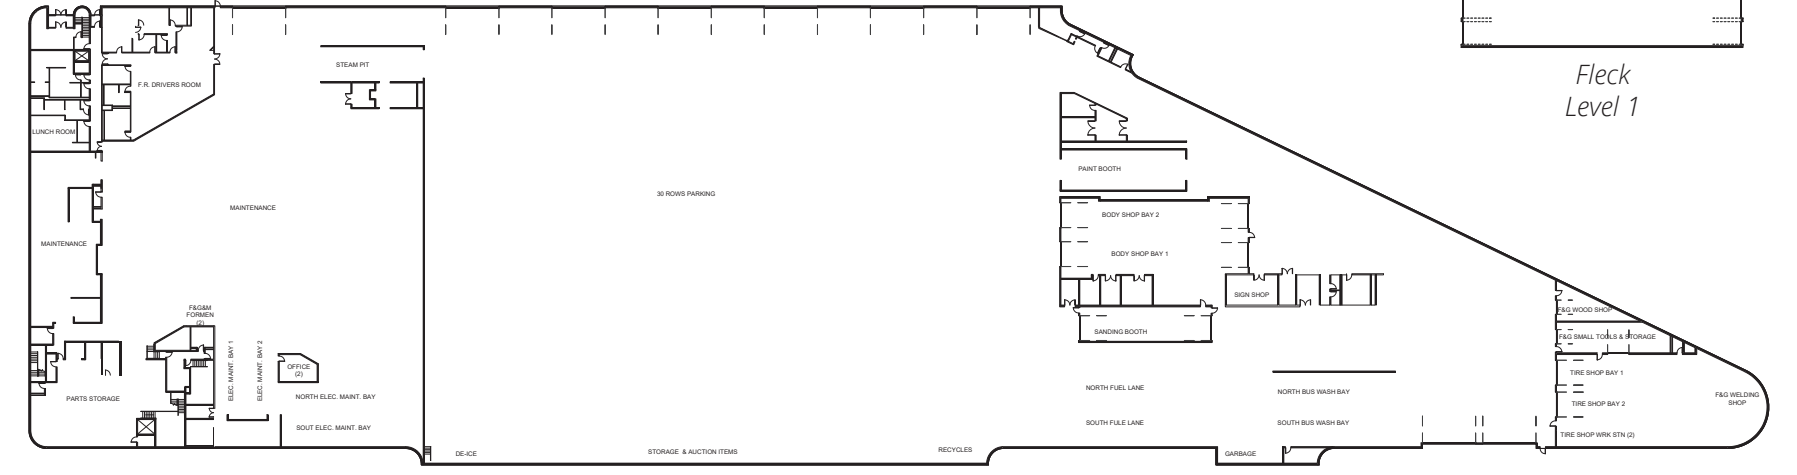 Fleck
Level 1
STEAM PIT
F.R. DRIVERS ROOM
LUNCH ROOM
PAINT BOOTH
30 ROWS PARKING
MAINTENANCE
BODY SHOP BAY 2
MAINTENANCE
BODY SHOP BAY 1
SIGN SHOP
F&G&M
FORMEN
(2)
F&G WOOD SHOP
SANDING BOOTH
F&G SMALL TOOLS & STORAGE
ELEC. MAINT. BAY 1
ELEC. MAINT. BAY 2
OFFICE
(2)
TIRE SHOP BAY 1
NORTH FUEL LANE
NORTH BUS WASH BAY
PARTS STORAGE
NORTH ELEC. MAINT. BAY
F&G WELDING
SHOP
TIRE SHOP BAY 2
SOUT ELEC. MAINT. BAY
SOUTH FULE LANE
SOUTH BUS WASH BAY
TIRE SHOP WRK STN (2)
DE-ICE
STORAGE & AUCTION ITEMS
RECYCLES
GARBAGE